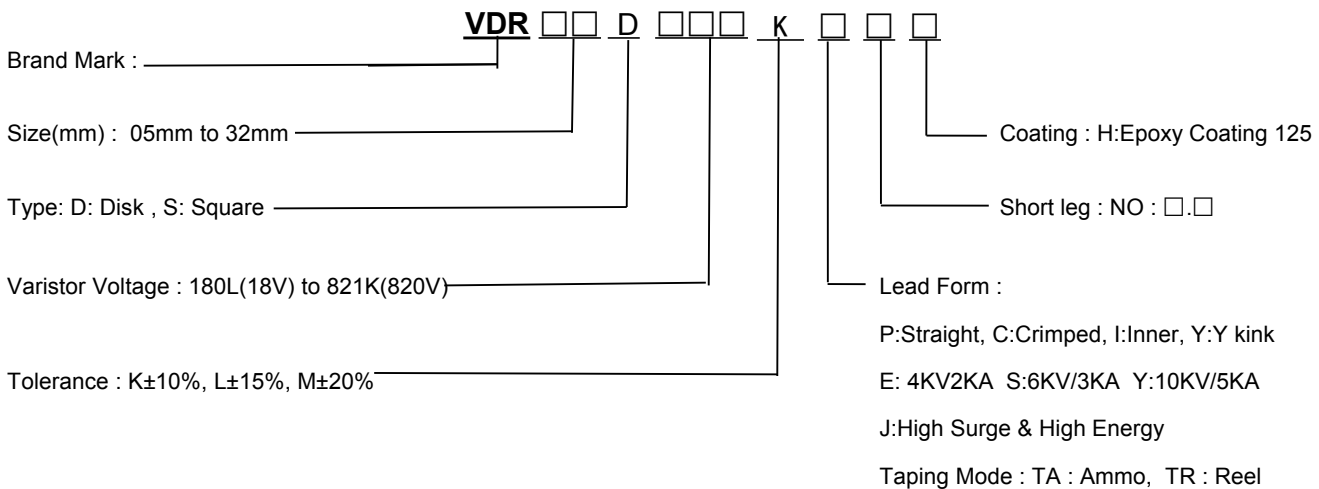 VDR □□ D □□□ K □ □ □
Brand Mark :
Size(mm) : 05mm to 32mm
Coating : H:Epoxy Coating 125
Type: D: Disk , S: Square
Short leg : NO : □.□
Varistor Voltage : 180L(18V) to 821K(820V)
Lead Form :
P:Straight, C:Crimped, I:Inner, Y:Y kink
Tolerance : K±10%, L±15%, M±20%
E: 4KV2KA S:6KV/3KA Y:10KV/5KA
J:High Surge & High Energy
Taping Mode : TA : Ammo, TR : Reel